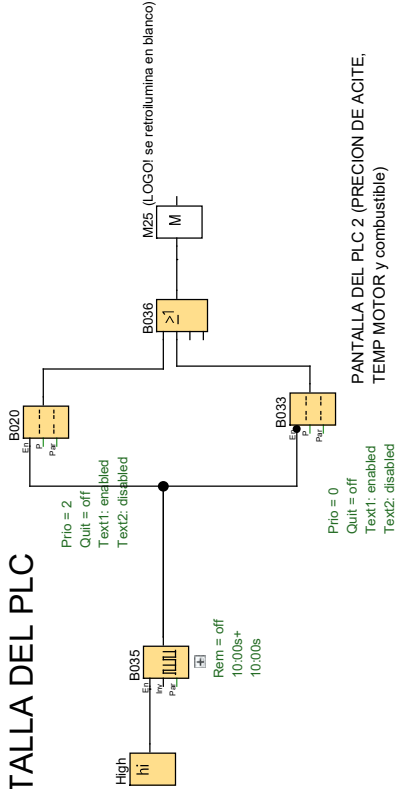 TALLA DEL PLC
High
hi
B035
En
Inv
Par
Rem = off
10:00s+
10:00s
B020
En
P
Par
Prio = 2
Quit = off
Text1: enabled
Text2: disabled
B033
En
P
Par
Prio = 0
Quit = off
Text1: enabled
Text2: disabled
B036
≥1
M25 (LOGO! se retroilumina en blanco)
M
PANTALLA DEL PLC 2 (PRECION DE ACITE,
TEMP MOTOR y combustible)